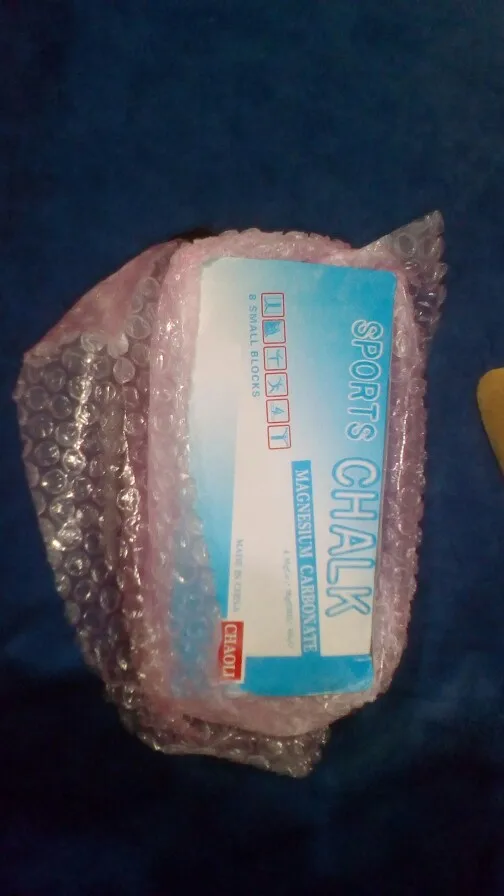 SPORTS CHALK
MAGNESIUM CARBONATE
8 SMALL BLOCKS
MADE IN CHINA
CHAOLI